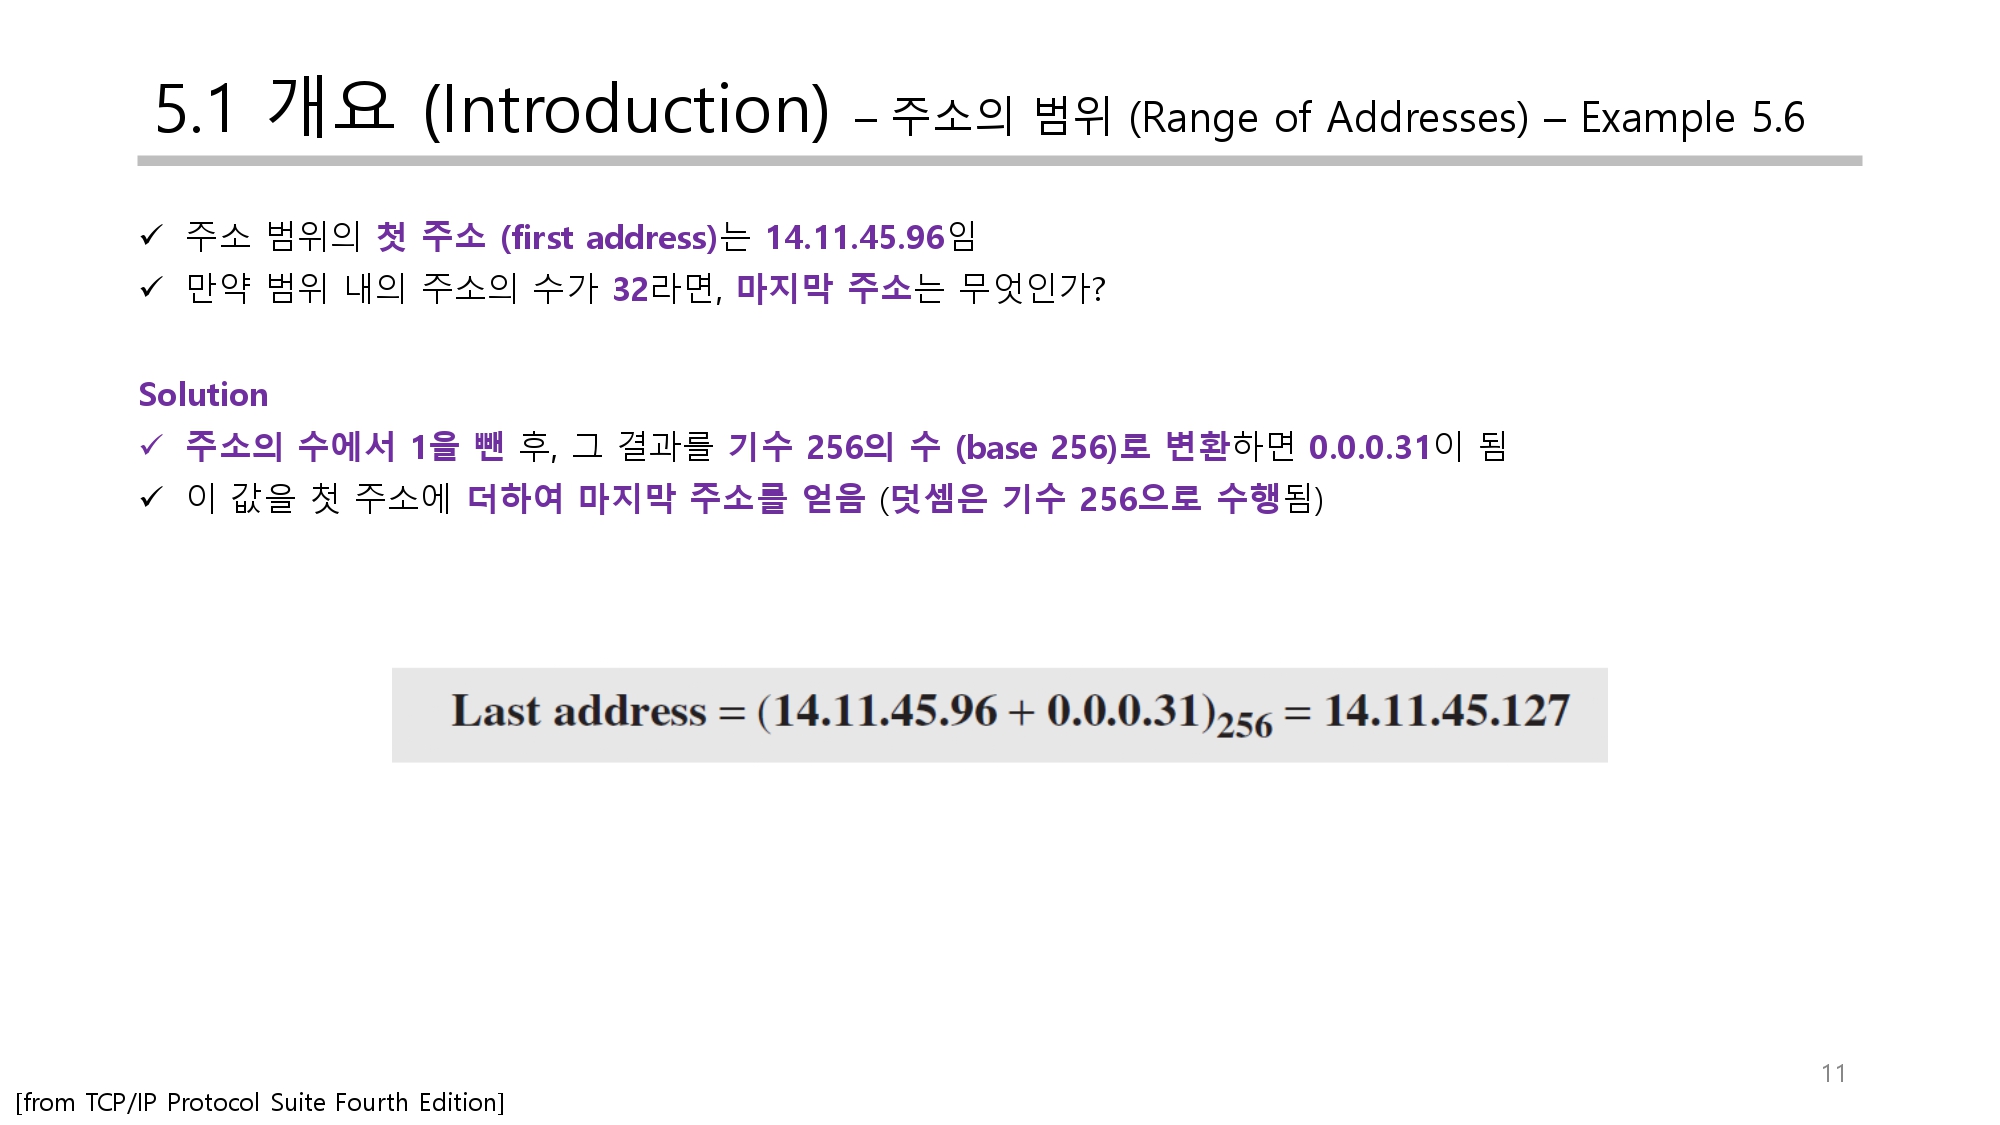 5.1 개요 (Introduction) – 주소의 범위 (Range of Addresses) – Example 5.6
✓ 주소 범위의 첫 주소 (first address)는 14.11.45.96임
✓ 만약 범위 내의 주소의 수가 32라면, 마지막 주소는 무엇인가?
Solution
✓ 주소의 수에서 1을 뺀 후, 그 결과를 기수 256의 수 (base 256)로 변환하면 0.0.0.31이 됨
✓ 이 값을 첫 주소에 더하여 마지막 주소를 얻음 (덧셈은 기수 256으로 수행됨)
Last address = (14.11.45.96 + 0.0.0.31)256 = 14.11.45.127
11
[from TCP/IP Protocol Suite Fourth Edition]